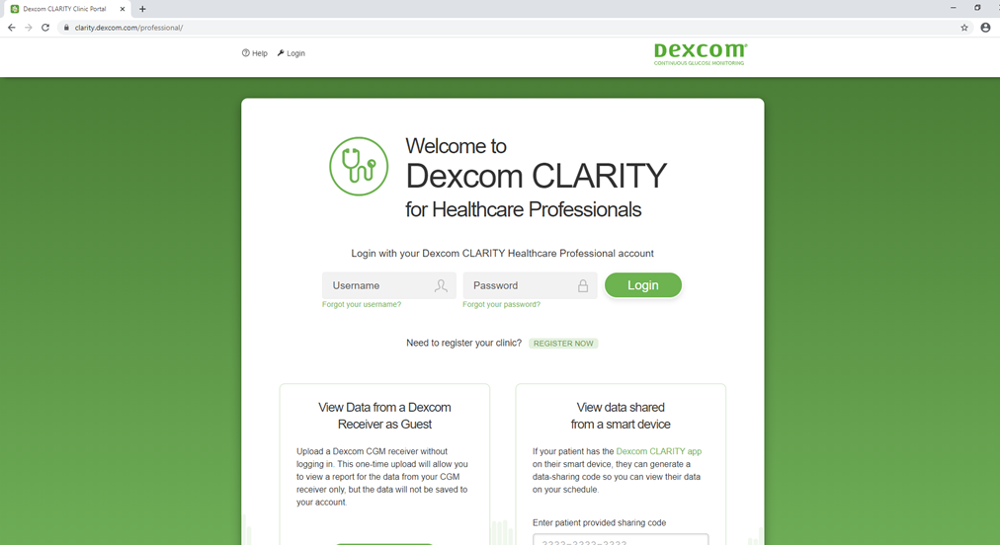 Dexcom CLARITY Clinic Portal
clarity.dexcom.com/professional/
Help Login
Dexcom
CONTINUOUS GLUCOSE MONITORING
Welcome to
Dexcom CLARITY
for Healthcare Professionals
Login with your Dexcom CLARITY Healthcare Professional account
Username Password Login
Forgot your username? Forgot your password?
Need to register your clinic? REGISTER NOW
View Data from a Dexcom
Receiver as Guest
Upload a Dexcom CGM receiver without
logging in. This one-time upload will allow you
to view a report for the data from your CGM
receiver only, but the data will not be saved to
your account.
View data shared
from a smart device
If your patient has the Dexcom CLARITY app
on their smart device, they can generate a
data-sharing code so you can view their data
on your schedule.
Enter patient provided sharing code